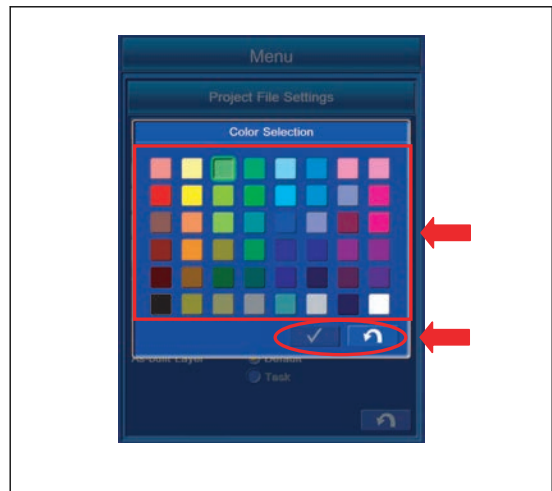 Menu
Project File Settings
Color Selection
As-built Layer Default
Task